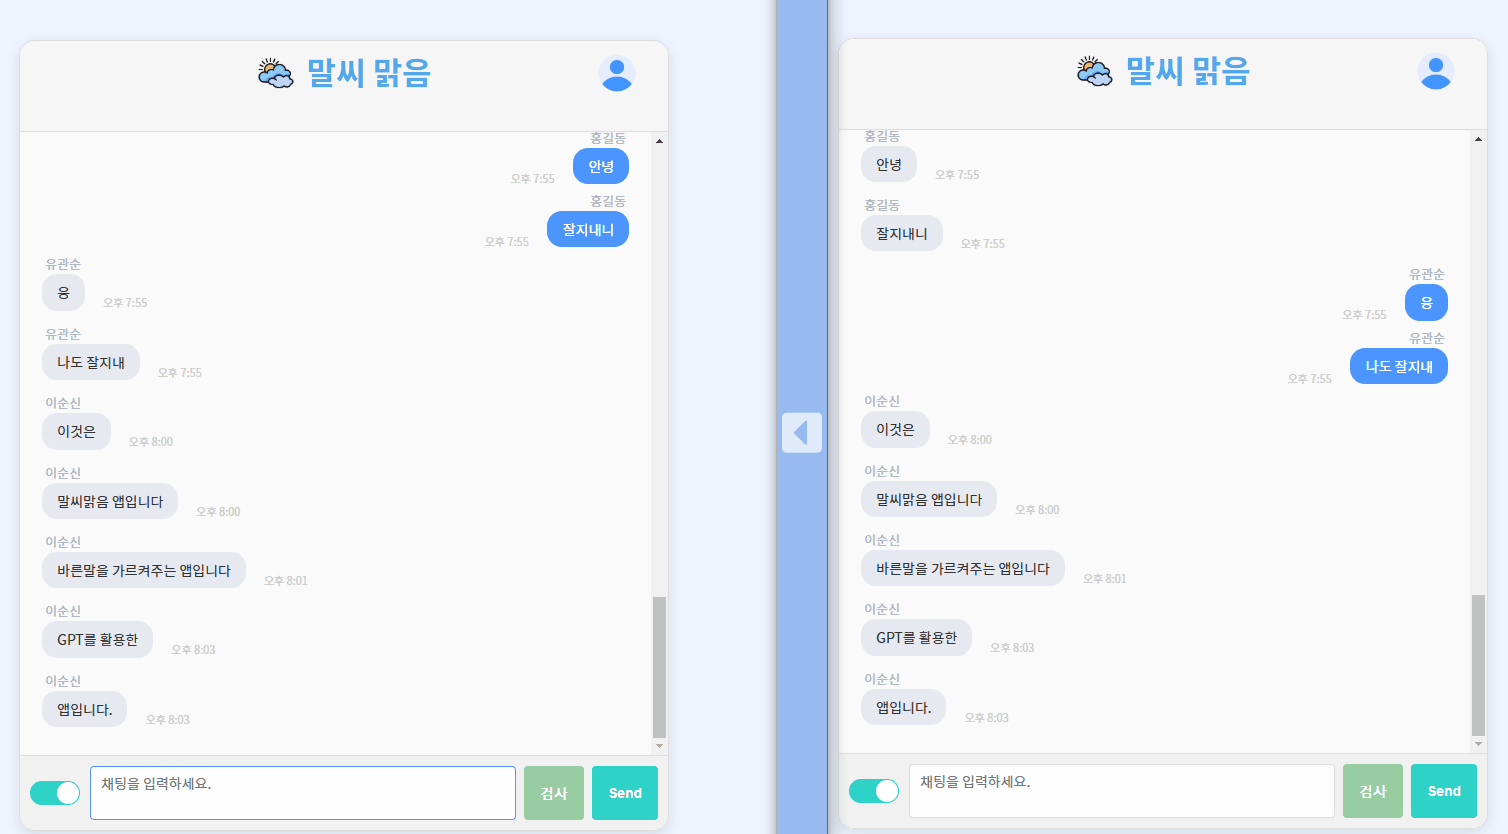 말씨 맑음
홍길동
안녕
오후 7:55
홍길동
잘지내니
오후 7:55
유관순
응
오후 7:55
유관순
나도 잘지내
오후 7:55
이순신
이것은
오후 8:00
이순신
말씨맑음 앱입니다
오후 8:00
이순신
바른말을 가르켜주는 앱입니다
오후 8:01
이순신
GPT를 활용한
오후 8:03
이순신
앱입니다.
오후 8:03
채팅을 입력하세요.
검사
Send
말씨 맑음
홍길동
안녕
오후 7:55
홍길동
잘지내니
오후 7:55
유관순
응
오후 7:55
유관순
나도 잘지내
오후 7:55
이순신
이것은
오후 8:00
이순신
말씨맑음 앱입니다
오후 8:00
이순신
바른말을 가르켜주는 앱입니다
오후 8:01
이순신
GPT를 활용한
오후 8:03
이순신
앱입니다.
오후 8:03
채팅을 입력하세요.
검사
Send